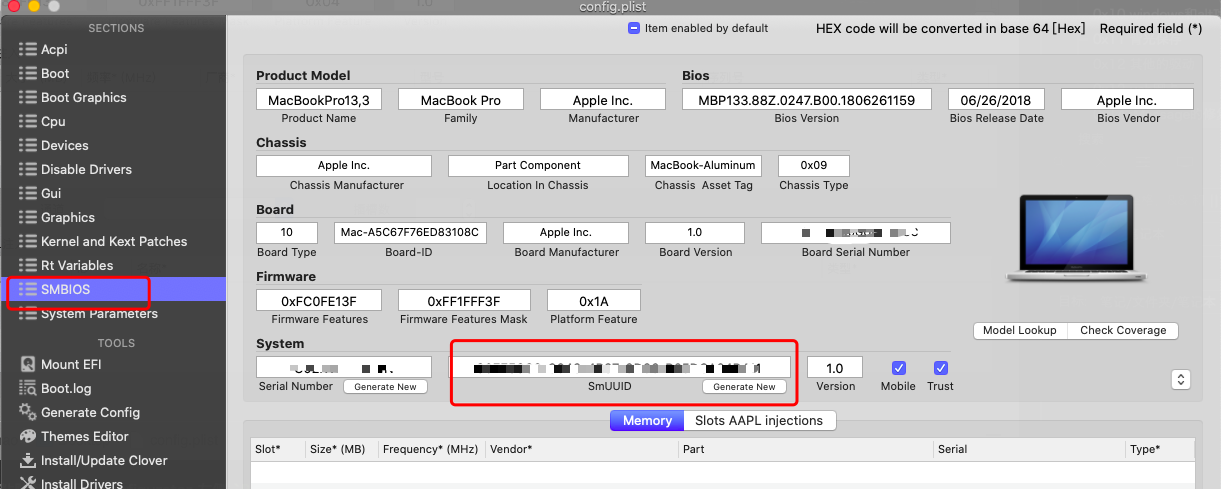 config.plist
SECTIONS
Acpi
Boot
Boot Graphics
Cpu
Devices
Disable Drivers
Gui
Graphics
Kernel and Kext Patches
Rt Variables
SMBIOS
System Parameters
TOOLS
Mount EFI
Boot.log
Generate Config
Themes Editor
Install/Update Clover
Install Drivers
Item enabled by default
HEX code will be converted in base 64 [Hex] Required field (*)
Product Model Bios
MacBookPro13,3 MacBook Pro Apple Inc. MBP133.88Z.0247.B00.1806261159 06/26/2018 Apple Inc.
Product Name Family Manufacturer Bios Version Bios Release Date Bios Vendor
Chassis
Apple Inc. Part Component MacBook-Aluminum 0x09
Chassis Manufacturer Location In Chassis Chassis Asset Tag Chassis Type
Board
10 Mac-A5C67F76ED83108C Apple Inc. 1.0
Board Type Board-ID Board Manufacturer Board Version Board Serial Number
Firmware
0xFC0FE13F 0xFF1FFF3F 0x1A
Firmware Features Firmware Features Mask Platform Feature
Model Lookup Check Coverage
System
1.0
Serial Number Generate New SmUUID Generate New Version Mobile Trust
Memory Slots AAPL injections
Slot* Size* (MB) Frequency* (MHz) Vendor* Part Serial Type*